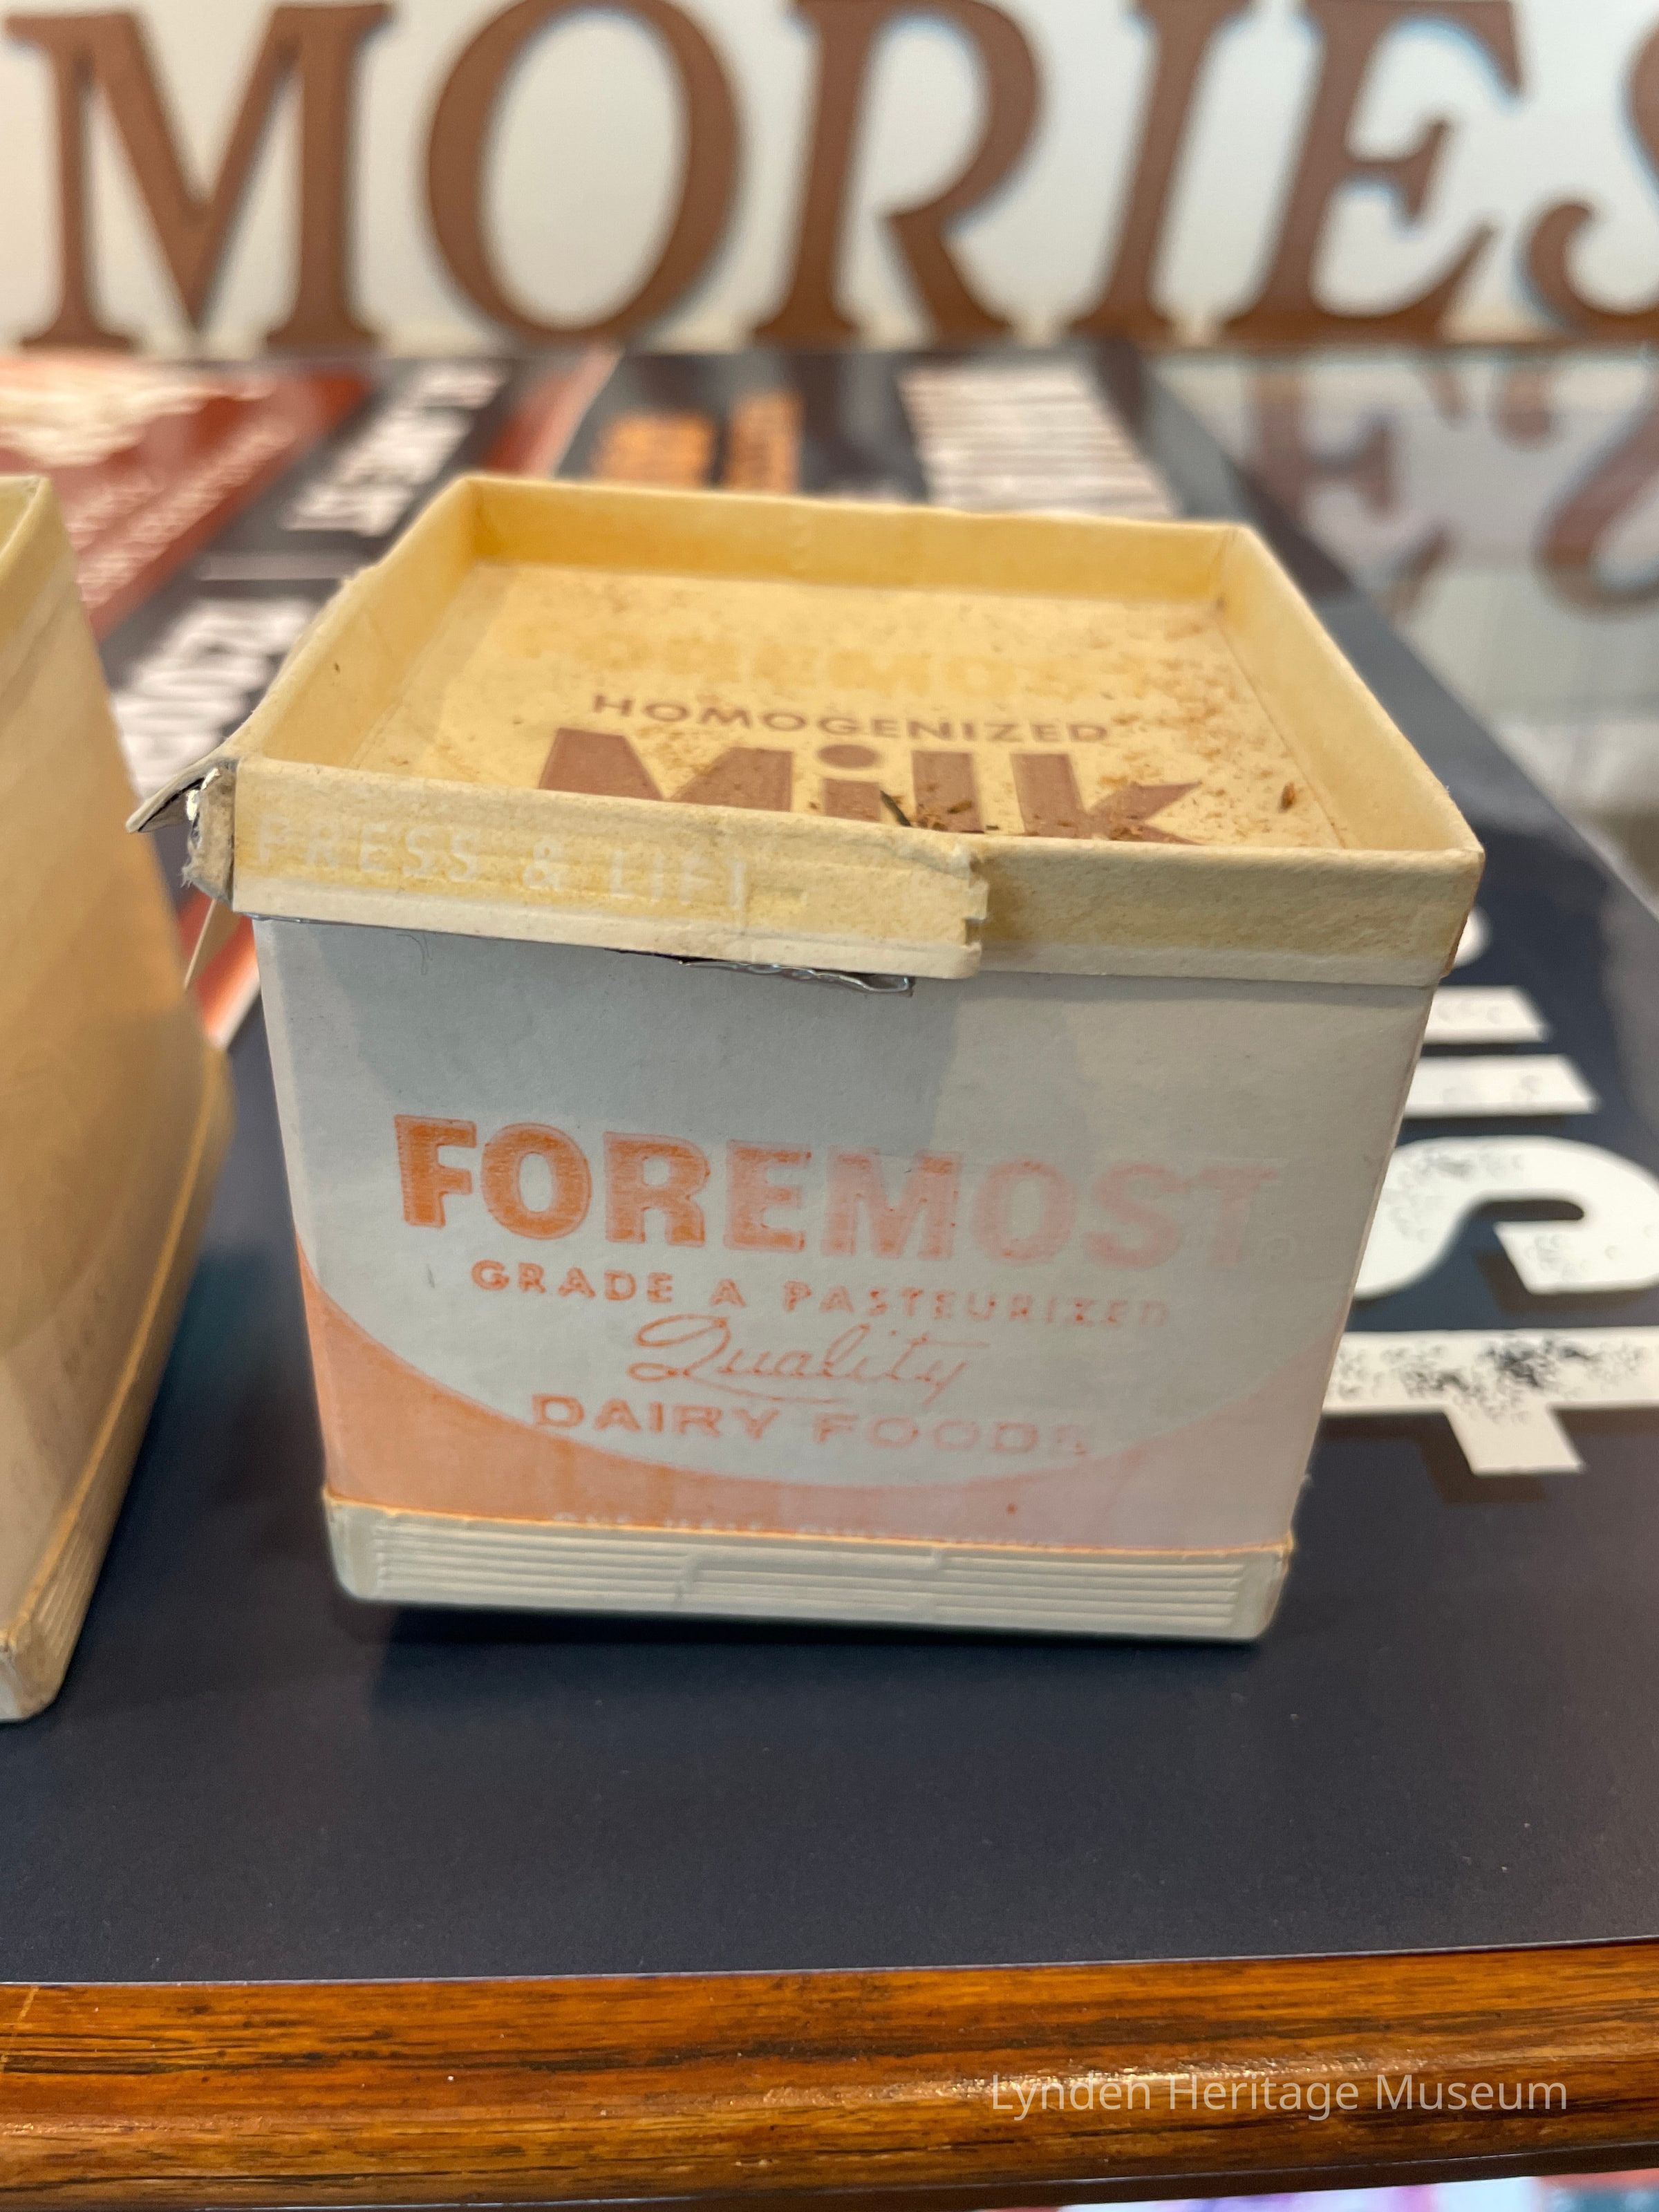 MORIES
HOMOGENIZED
Milk
PRESS & LIFT
FOREMOST
GRADE A PASTEURIZED
Quality
DAIRY FOODS
Lynden Heritage Museum